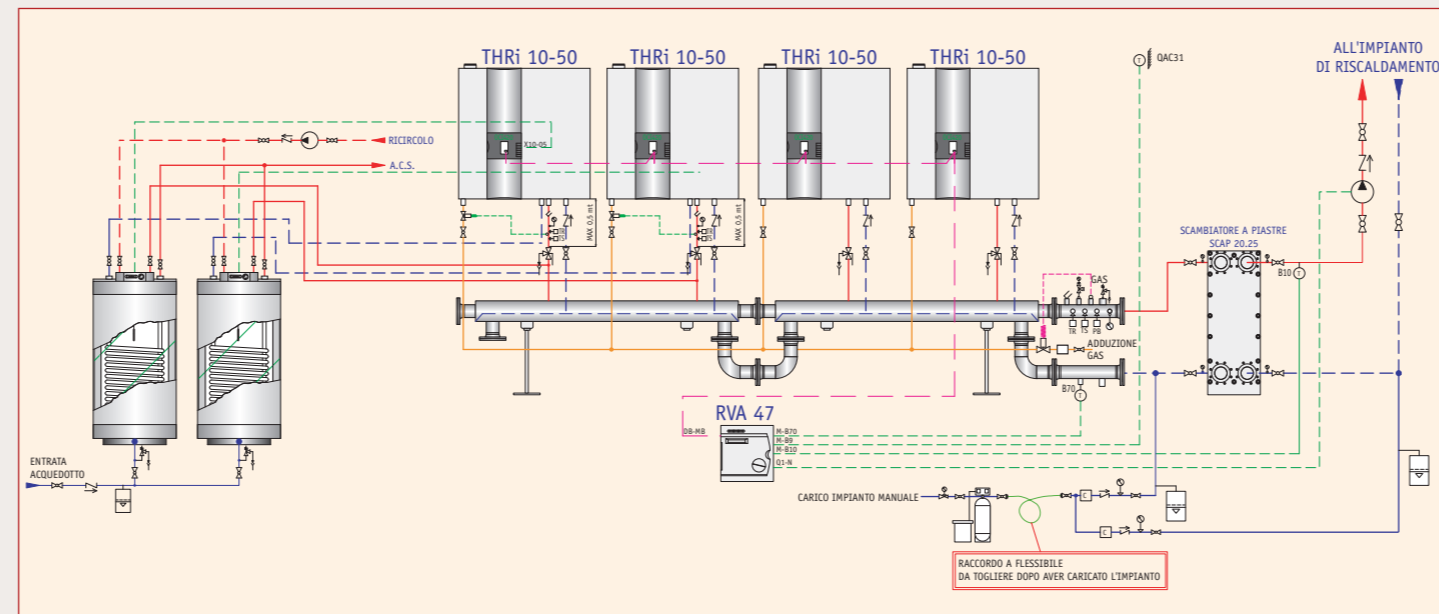 THRi 10-50
THRi 10-50
THRi 10-50
THRi 10-50
QAC31
ALL'IMPIANTO
DI RISCALDAMENTO
RICIRCOLO
X10-05
A.C.S.
MAX 0,5 mt
MAX 0,5 mt
SCAMBIATORE A PIASTRE
SCAP 20.25
B10
T
T
GAS
TR
TS
PB
ADDUZIONE
GAS
B70
T
RVA 47
DB-MB
M-B70
M-B9
M-B10
Q1-N
ENTRATA
ACQUEDOTTO
CARICO IMPIANTO MANUALE
C
C
RACCORDO A FLESSIBILE
DA TOGLIERE DOPO AVER CARICATO L'IMPIANTO